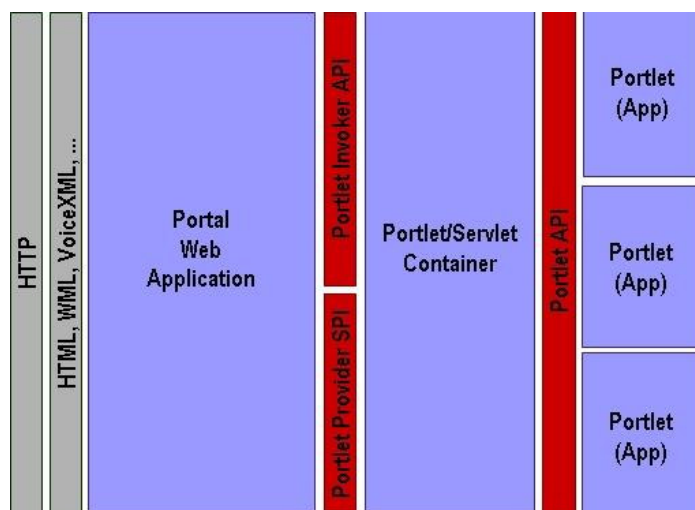 HTTP
HTML, WML, VoiceXML, ...
Portal
Web
Application
Portlet Invoker API
Portlet Provider SPI
Portlet/Servlet
Container
Portlet API
Portlet
(App)
Portlet
(App)
Portlet
(App)